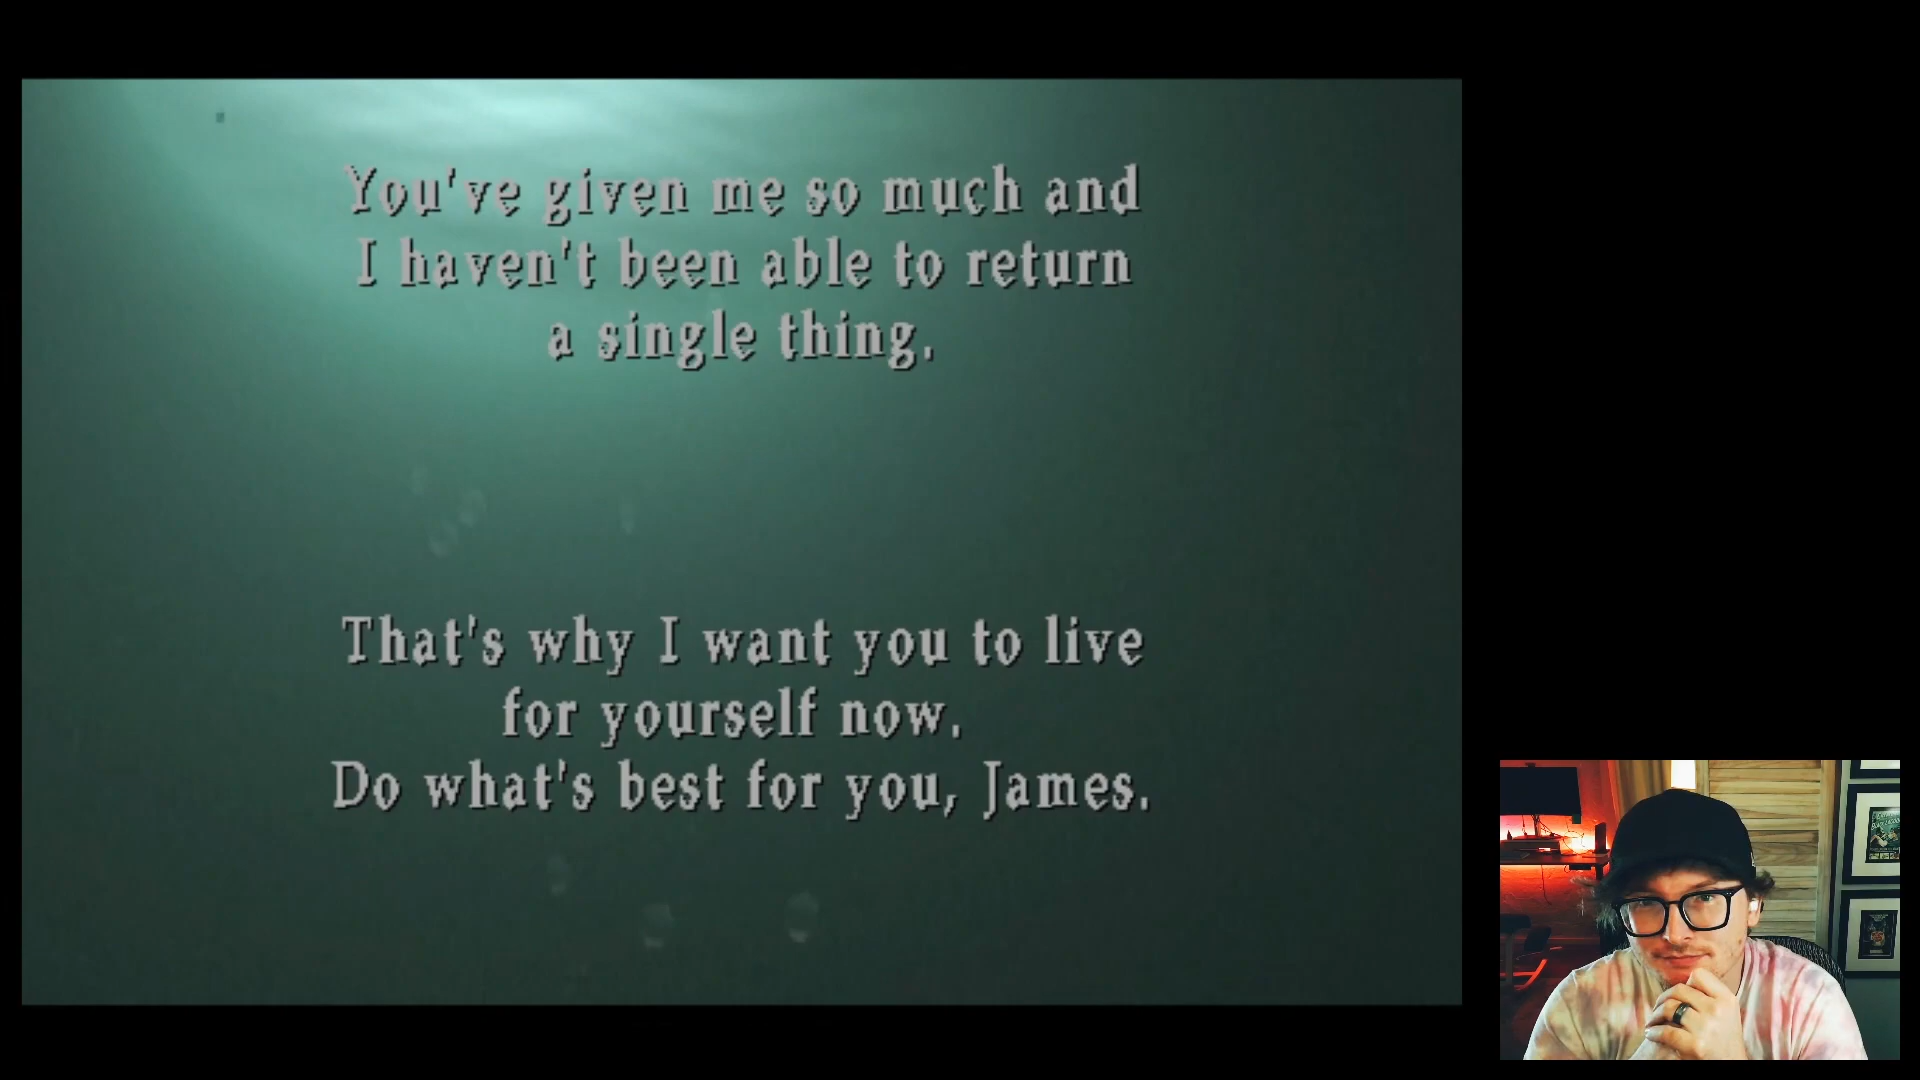 You've given me so much and
I haven't been able to return
a single thing.
That's why I want you to live
for yourself now.
Do what's best for you, James.